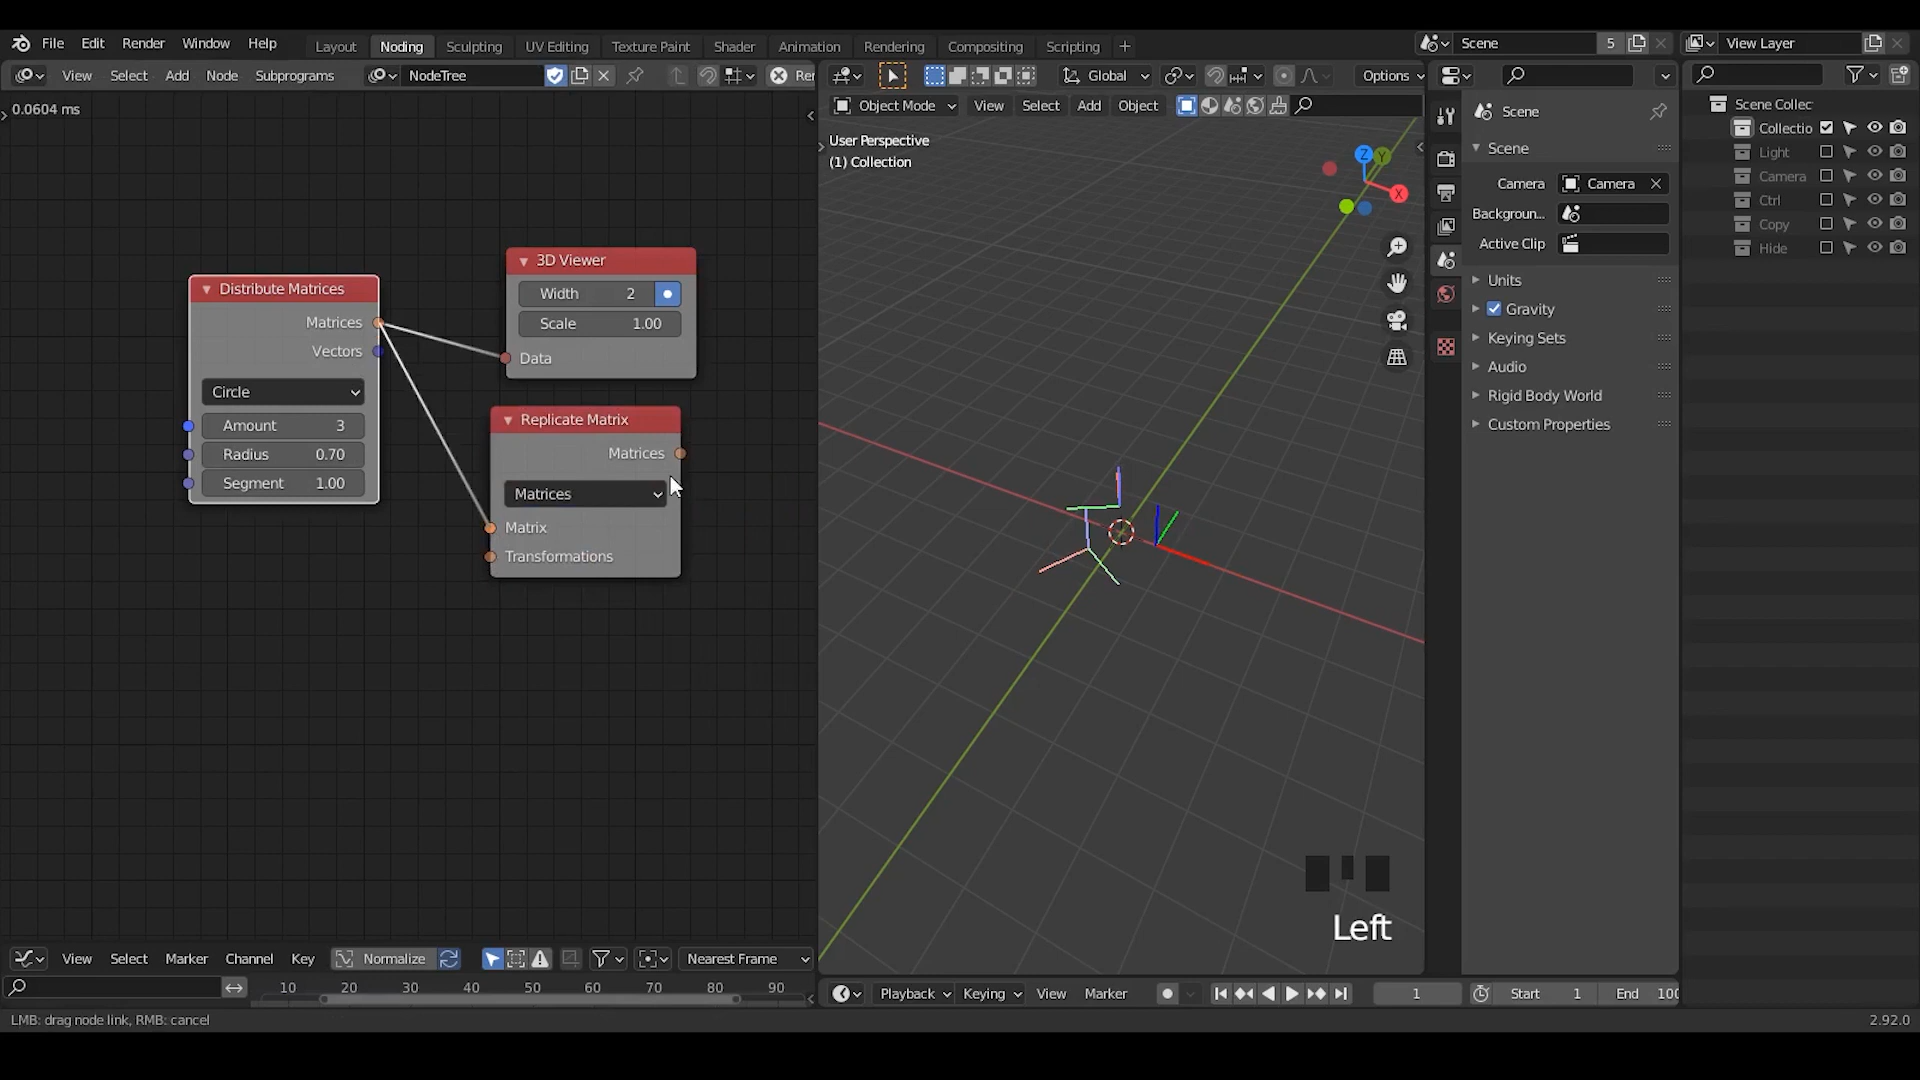 File Edit Render Window Help Layout Noding Sculpting UV Editing Texture Paint Shader Animation Rendering Compositing Scripting Scene 5 View Layer
View Select Add Node Subprograms NodeTree Rer Global Options
Object Mode View Select Add Object
0.0604 ms
User Perspective
(1) Collection
Z
Y
X
Distribute Matrices
Matrices
Vectors
Circle
Amount 3
Radius 0.70
Segment 1.00
3D Viewer
Width 2
Scale 1.00
Data
Replicate Matrix
Matrices
Matrices
Matrix
Transformations
Left
Scene
Scene
Camera Camera
Backgroun...
Active Clip
Units
Gravity
Keying Sets
Audio
Rigid Body World
Custom Properties
Scene Collec
Collectio
Light
Camera
Ctrl
Copy
Hide
View Select Marker Channel Key Normalize Nearest Frame
10 20 30 40 50 60 70 80 90
Playback Keying View Marker 1 Start 1 End 100
LMB: drag node link, RMB: cancel
2.92.0